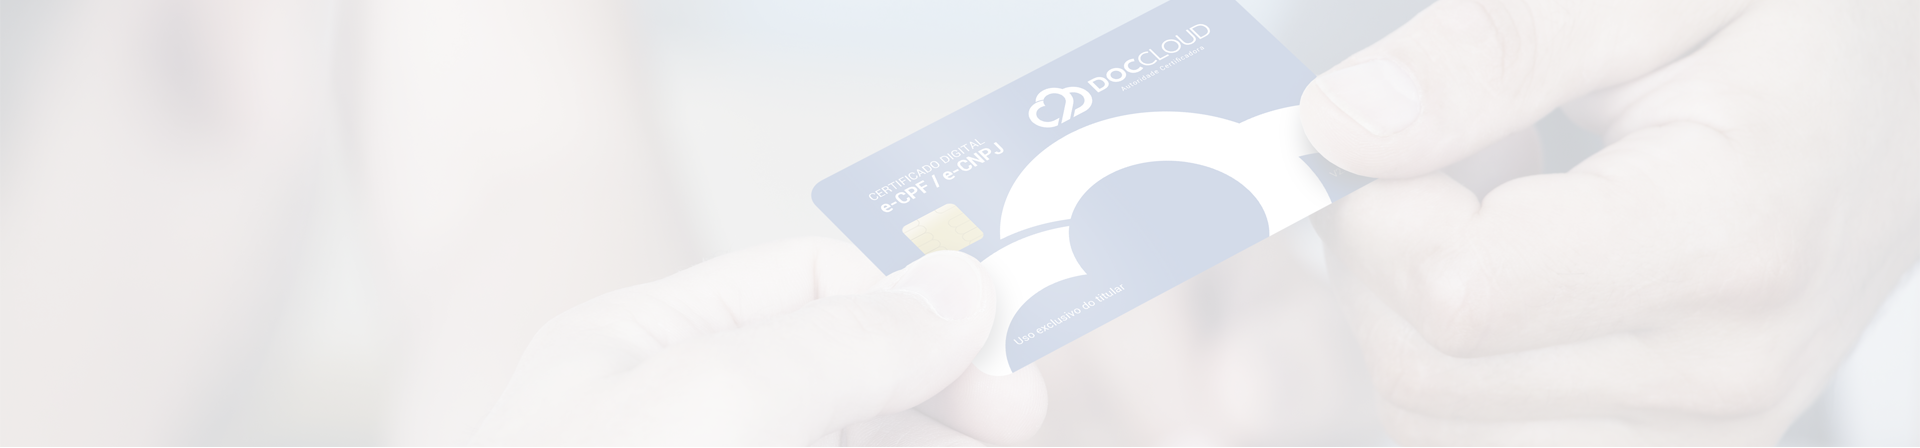 DOCCLOUD
Autoridade Certificadora
CERTIFICADO DIGITAL
e-CPF / e-CNPJ
Uso exclusivo do titular